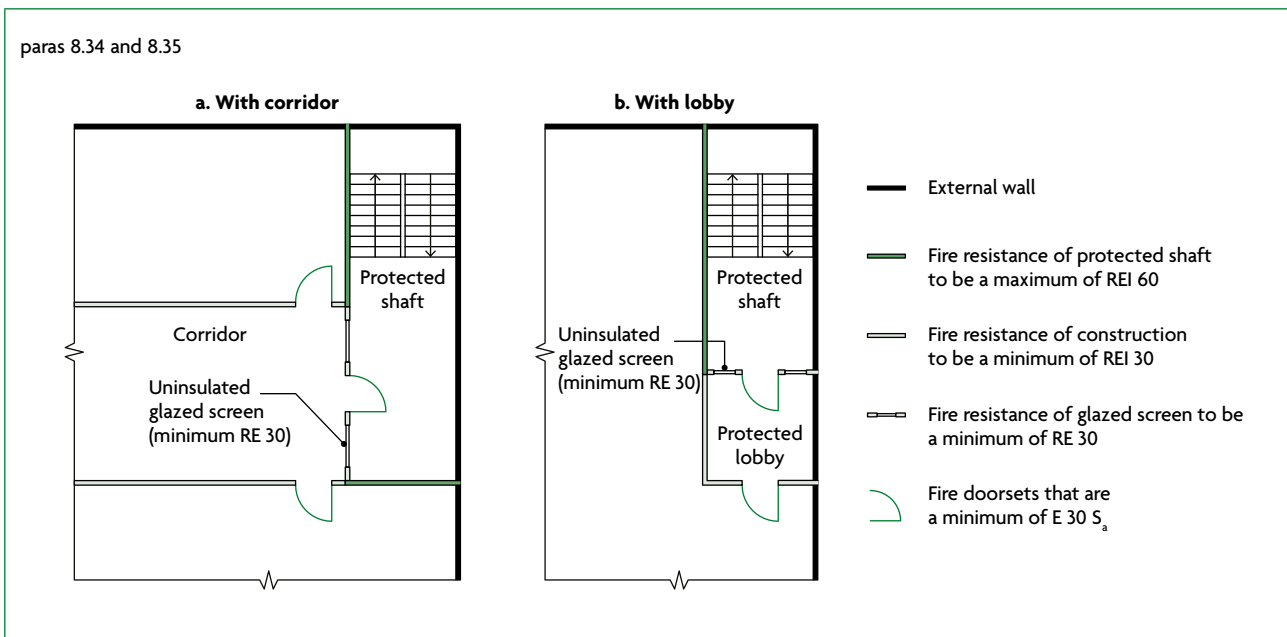 paras 8.34 and 8.35
a. With corridor
Protected
shaft
Corridor
Uninsulated
glazed screen
(minimum RE 30)
b. With lobby
Protected
shaft
Uninsulated
glazed screen
(minimum RE 30)
Protected
lobby
External wall
Fire resistance of protected shaft
to be a maximum of REI 60
Fire resistance of construction
to be a minimum of REI 30
Fire resistance of glazed screen to be
a minimum of RE 30
Fire doorsets that are
a minimum of E 30 Sa